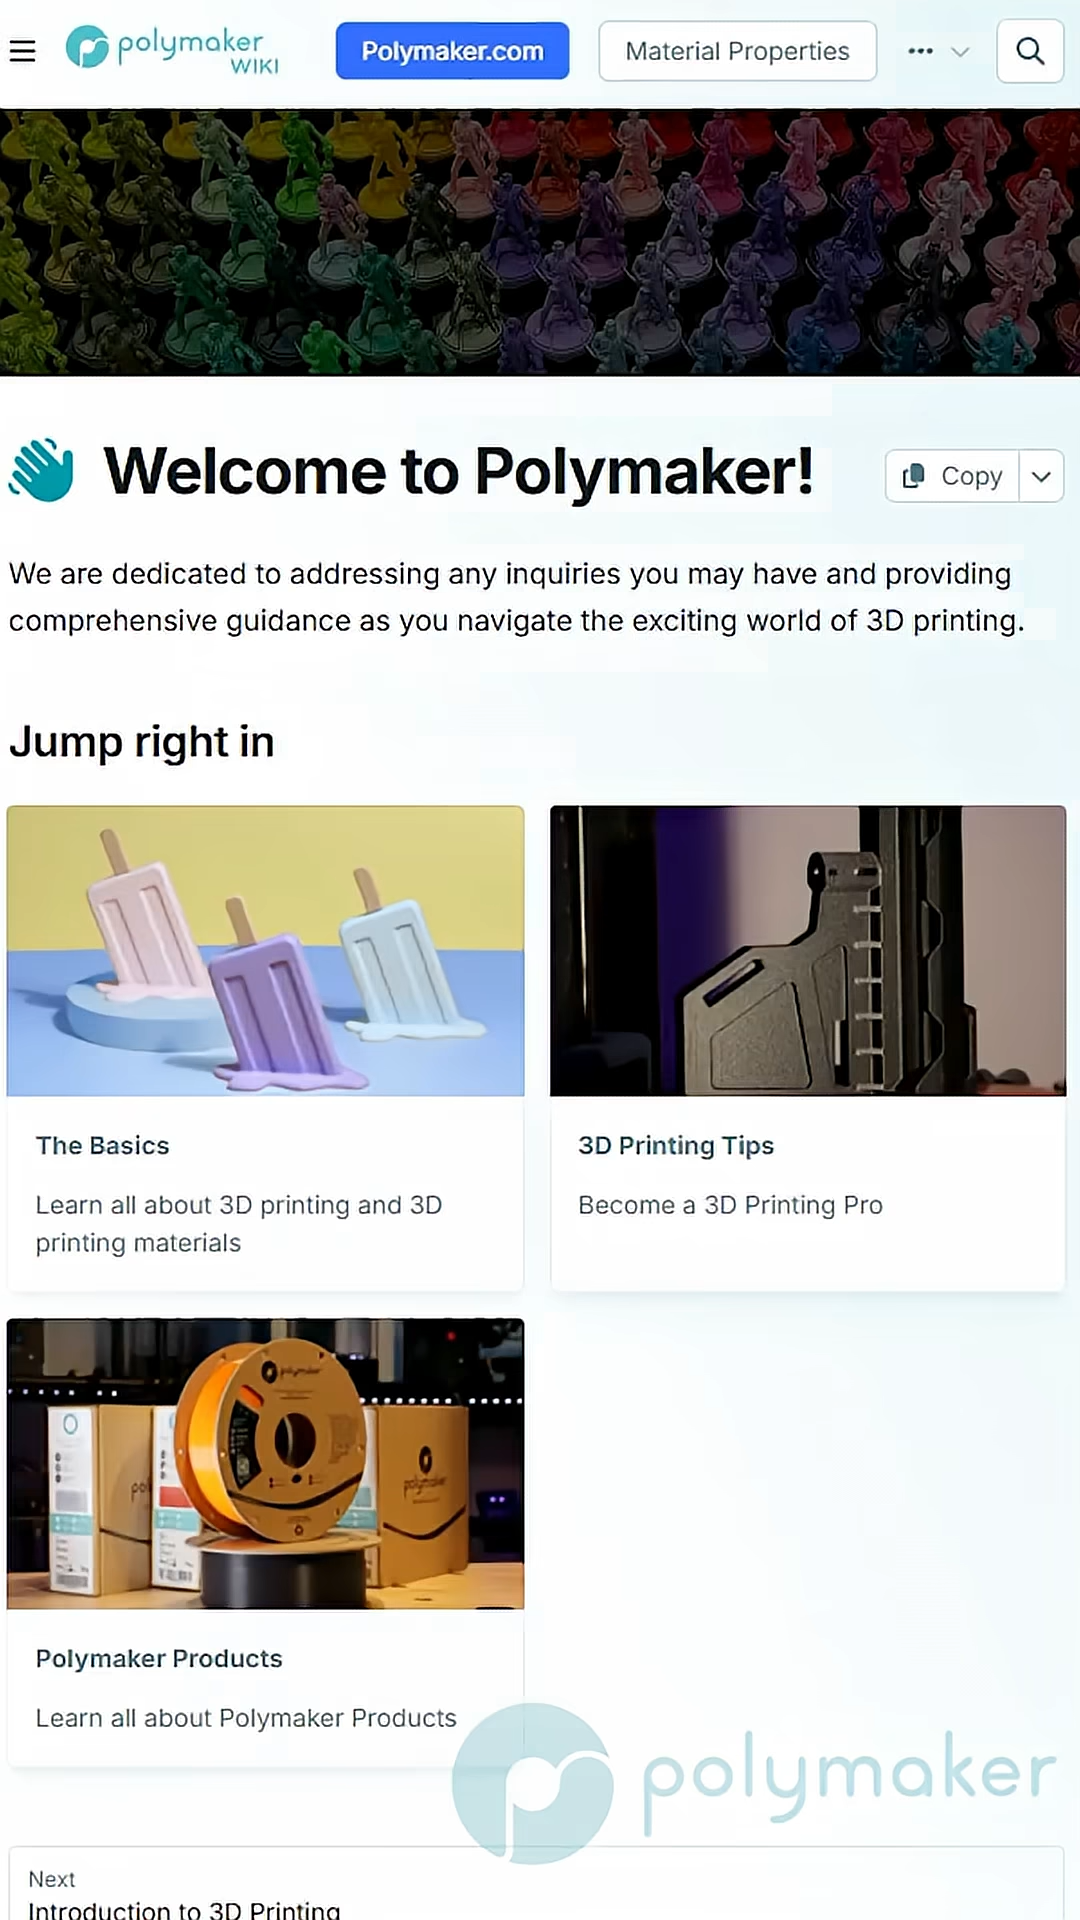 polymaker
WIKI
Polymaker.com
Material Properties
Welcome to Polymaker!
Copy
We are dedicated to addressing any inquiries you may have and providing
comprehensive guidance as you navigate the exciting world of 3D printing.
Jump right in
The Basics
Learn all about 3D printing and 3D
printing materials
3D Printing Tips
Become a 3D Printing Pro
polymaker
polymaker
Polymaker Products
Learn all about Polymaker Products
polymaker
Next
Introduction to 3D Printing